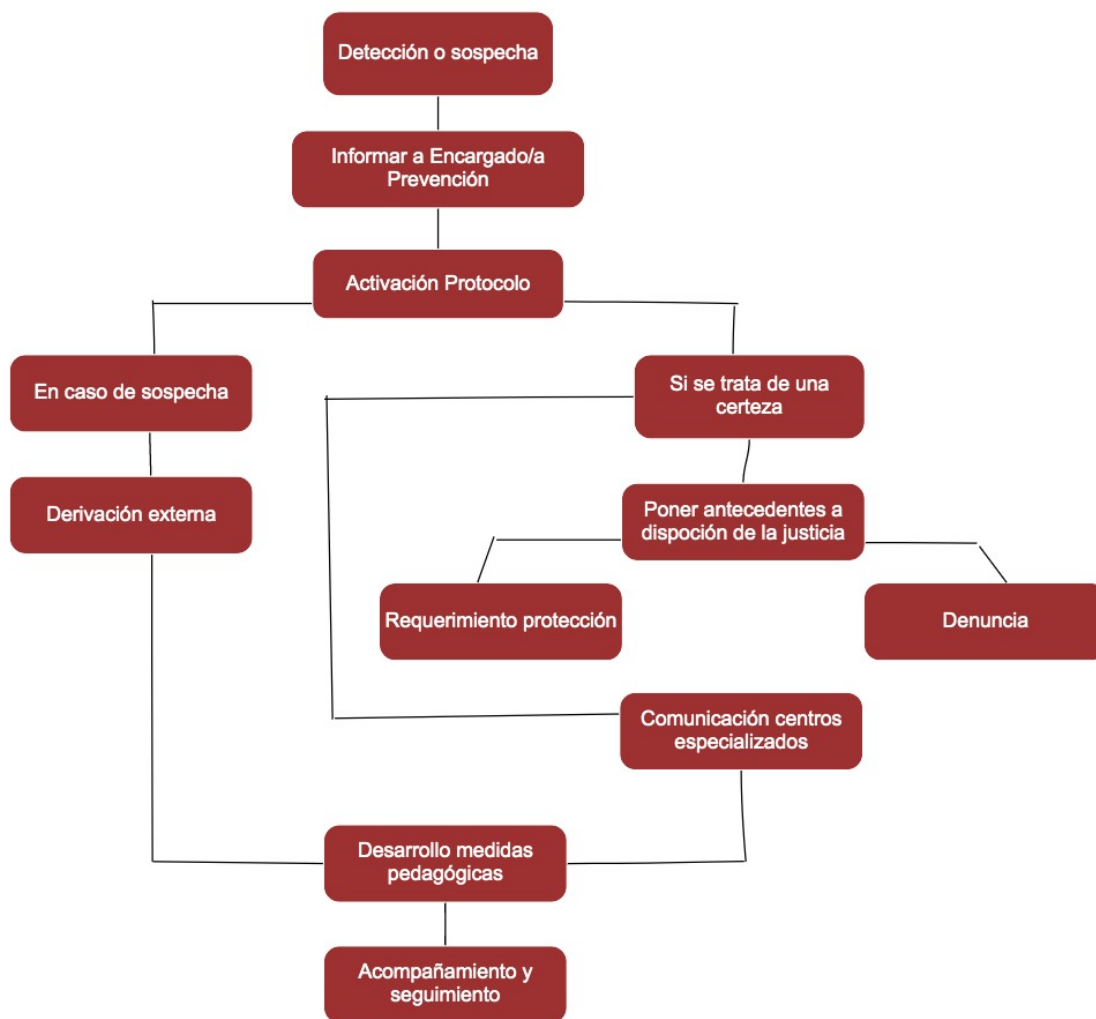 Detección o sospecha
Informar a Encargado/a
Prevención
Activación Protocolo
En caso de sospecha
Si se trata de una
certeza
Derivación externa
Poner antecedentes a
dispoción de la justicia
Requerimiento protección
Denuncia
Comunicación centros
especializados
Desarrollo medidas
pedagógicas
Acompañamiento y
seguimiento